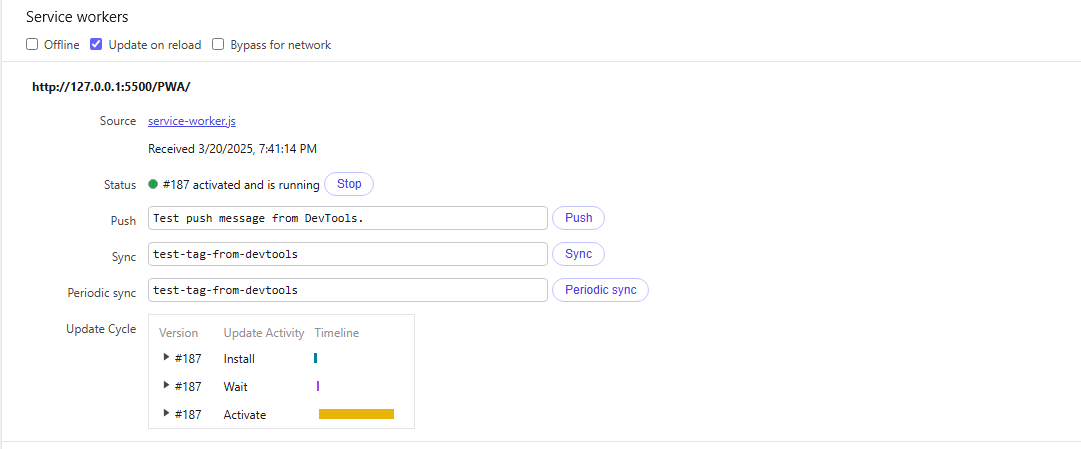 Service workers
Offline Update on reload Bypass for network
http://127.0.0.1:5500/PWA/
Source service-worker.js
Received 3/20/2025, 7:41:14 PM
Status #187 activated and is running Stop
Push Test push message from DevTools. Push
Sync test-tag-from-devtools Sync
Periodic sync test-tag-from-devtools Periodic sync
Update Cycle Version Update Activity Timeline
#187 Install
#187 Wait
#187 Activate